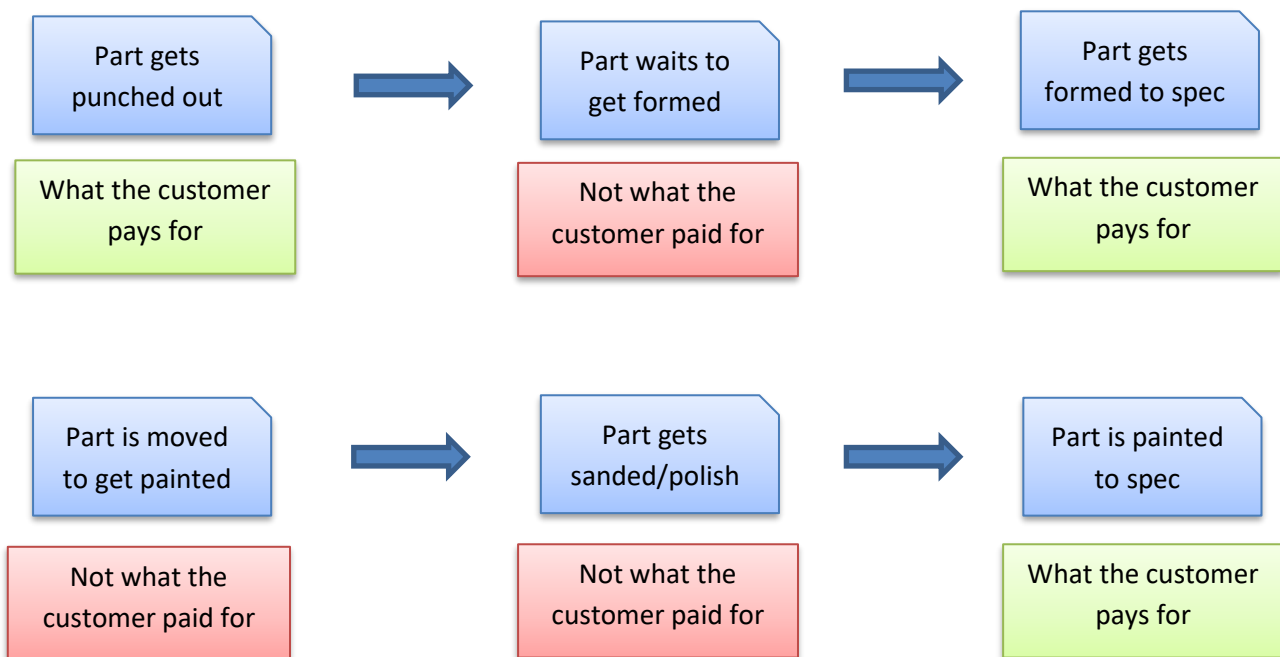 Part gets
punched out
Part waits to
get formed
Part gets
formed to spec
What the customer
pays for
Not what the
customer paid for
What the customer
pays for
Part is moved
to get painted
Part gets
sanded/polish
Part is painted
to spec
Not what the
customer paid for
Not what the
customer paid for
What the customer
pays for